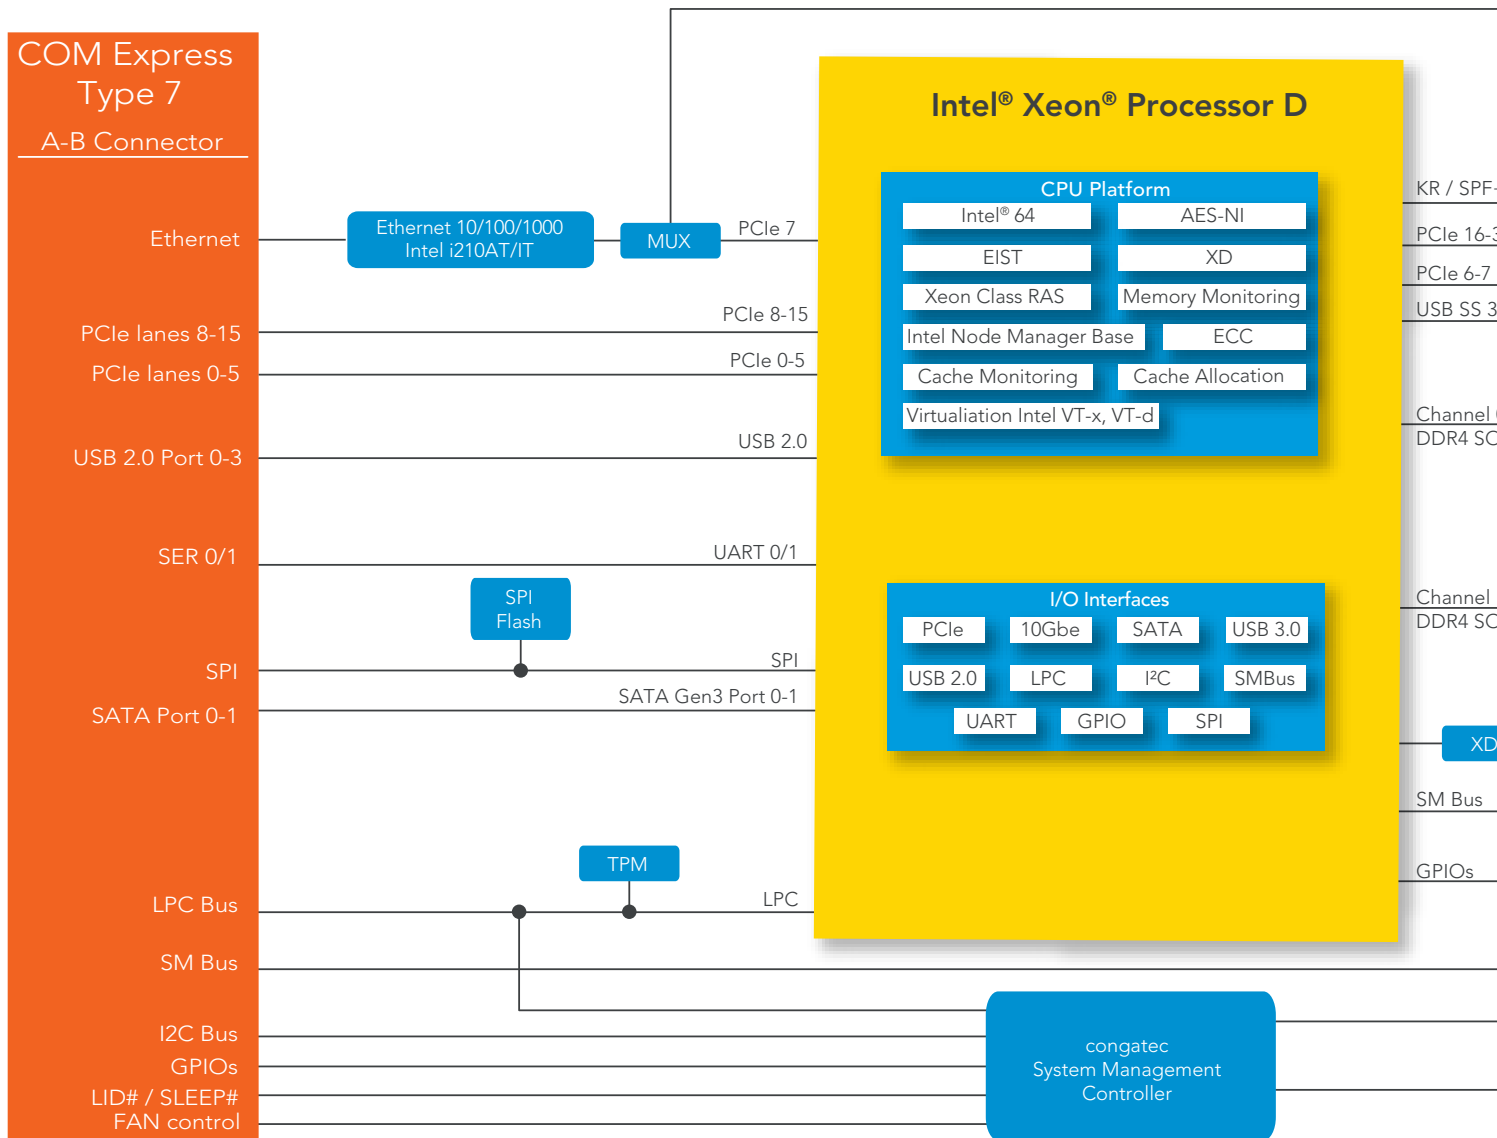 COM Express
Type 7
A-B Connector
Ethernet
PCIe lanes 8-15
PCIe lanes 0-5
USB 2.0 Port 0-3
SER 0/1
SPI
SATA Port 0-1
LPC Bus
SM Bus
I2C Bus
GPIOs
LID# / SLEEP#
FAN control
Ethernet 10/100/1000
Intel i210AT/IT
MUX
PCIe 7
PCIe 8-15
PCIe 0-5
USB 2.0
UART 0/1
SPI
Flash
SPI
SATA Gen3 Port 0-1
TPM
LPC
Intel® Xeon® Processor D
CPU Platform
Intel® 64
AES-NI
EIST
XD
Xeon Class RAS
Memory Monitoring
Intel Node Manager Base
ECC
Cache Monitoring
Cache Allocation
Virtualiation Intel VT-x, VT-d
I/O Interfaces
PCIe
10Gbe
SATA
USB 3.0
USB 2.0
LPC
I²C
SMBus
UART
GPIO
SPI
congatec
System Management
Controller
KR / SPF-
PCIe 16-3
PCIe 6-7
USB SS 3
Channel
DDR4 SO
Channel
DDR4 SO
XD
SM Bus
GPIOs